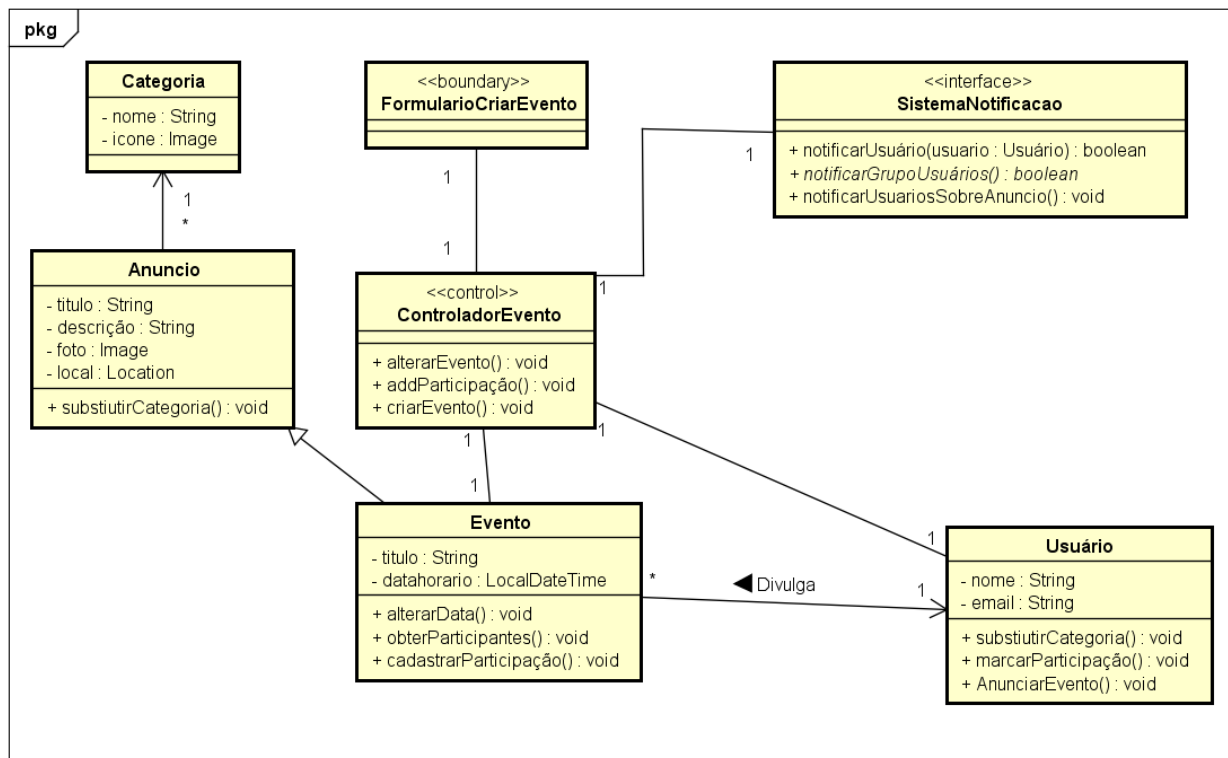 pkg
Categoria
- nome : String
- icone : Image
<<boundary>>
FormularioCriarEvento
<<interface>>
SistemaNotificacao
+ notificarUsuário(usuario : Usuário) : boolean
+ notificarGrupoUsuários() : boolean
+ notificarUsuariosSobreAnuncio() : void
1
*
1
1
1
1
Anuncio
- titulo : String
- descrição : String
- foto : Image
- local : Location
+ substiutirCategoria() : void
<<control>>
ControladorEvento
+ alterarEvento() : void
+ addParticipação() : void
+ criarEvento() : void
1
1
1
1
Evento
- titulo : String
- datahorario : LocalDateTime
+ alterarData() : void
+ obterParticipantes() : void
+ cadastrarParticipação() : void
*
Divulga
1
Usuário
- nome : String
- email : String
+ substiutirCategoria() : void
+ marcarParticipação() : void
+ AnunciarEvento() : void